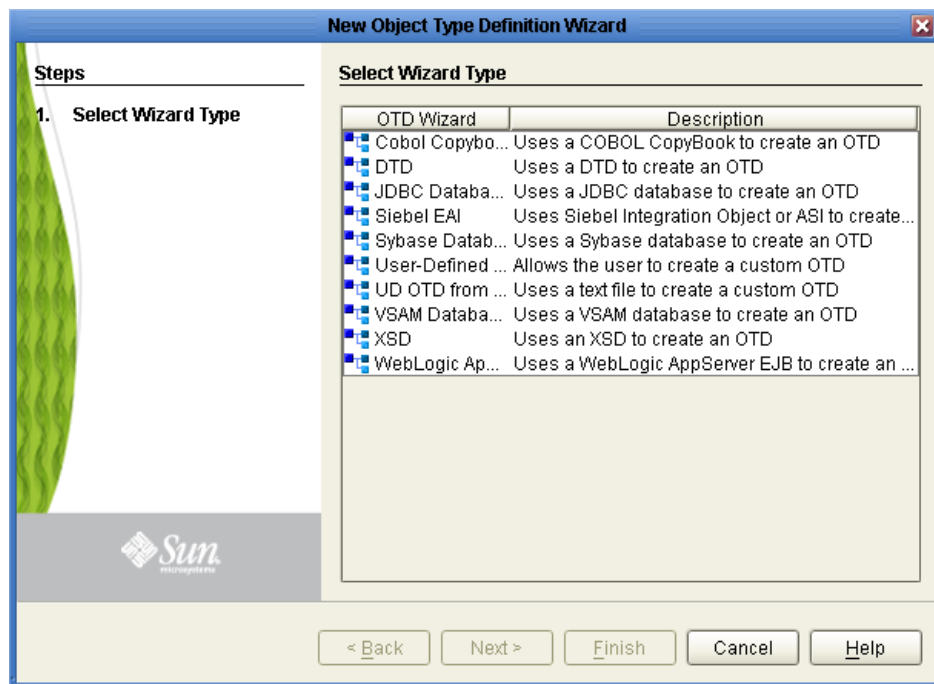 New Object Type Definition Wizard
Steps
1. Select Wizard Type
Select Wizard Type
OTD Wizard Description
Cobol Copybo... Uses a COBOL CopyBook to create an OTD
DTD Uses a DTD to create an OTD
JDBC Databa... Uses a JDBC database to create an OTD
Siebel EAI Uses Siebel Integration Object or ASI to create...
Sybase Datab... Uses a Sybase database to create an OTD
User-Defined ... Allows the user to create a custom OTD
UD OTD from ... Uses a text file to create a custom OTD
VSAM Databa... Uses a VSAM database to create an OTD
XSD Uses an XSD to create an OTD
WebLogic Ap... Uses a WebLogic AppServer EJB to create an ...
Sun
microsystems
< Back Next > Finish Cancel Help